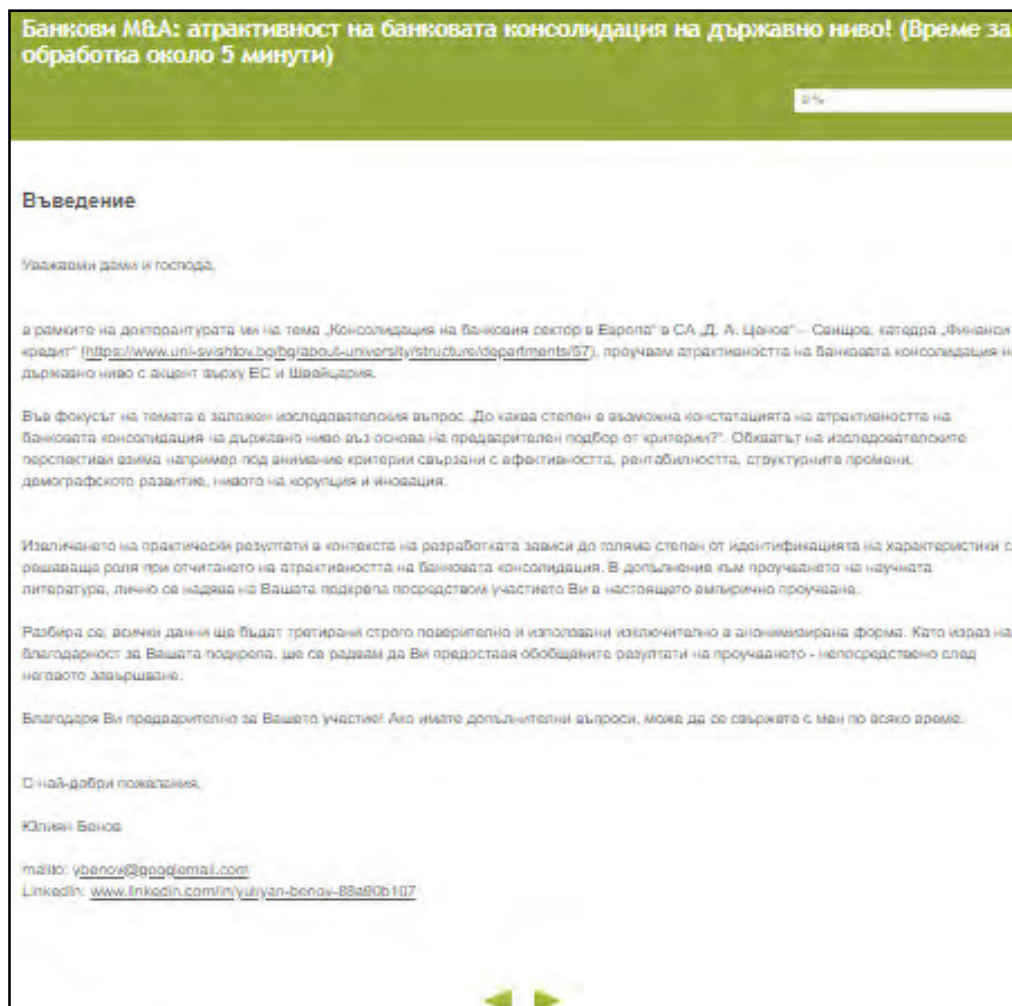 Банкови M&A: атрактивност на банковата консолидация на държавно ниво! (Време за
обработка около 5 минути)
0 %
Въведение
Уважаеми дами и господа,
в рамките на докторантурата ми на тема „Консолидация на банковия сектор в Европа“ в СА „Д. А. Ценов“ – Свищов, катедра „Финанси
кредит“ (https://www.uni-svishtov.bg/bg/about-university/structure/departments/57), проучвам атрактивността на банковата консолидация н
държавно ниво с акцент върху ЕС и Швейцария.
Във фокусът на темата е заложен изследователския въпрос „До каква степен е възможна констатацията на атрактивността на
банковата консолидация на държавно ниво въз основа на предварителен подбор от критерии?“. Обхватът на изследователските
перспективи взима например под внимание критерии свързани с ефективността, рентабилността, структурните промени,
демографското развитие, нивото на корупция и иновация.
Извличането на практически резултати в контекста на разработката зависи до голяма степен от идентификацията на характеристики с
решаваща роля при отчитането на атрактивността на банковата консолидация. В допълнение към проучването на научната
литература, лично се надява на Вашата подкрепа посредством участието Ви в настоящето емпирично проучване.
Разбира се, всички данни ще бъдат третирани строго поверително и използвани изключително в анонимизирана форма. Като израз на
благодарност за Вашата подкрепа, ще се радвам да Ви предоставя обобщените резултати на проучването - непосредствено след
неговото завършване.
Благодаря Ви предварително за Вашето участие! Ако имате допълнителни въпроси, може да се свържете с мен по всяко време.
С най-добри пожелания,
Юлиян Бенов
mailto: ybenov@googlemail.com
LinkedIn: www.linkedin.com/in/yuliyan-benov-88a90b107